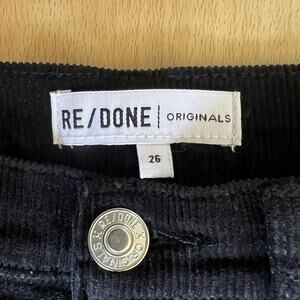 RE/DONE | ORIGINALS
26
RE/DONE & ORIGINALS &